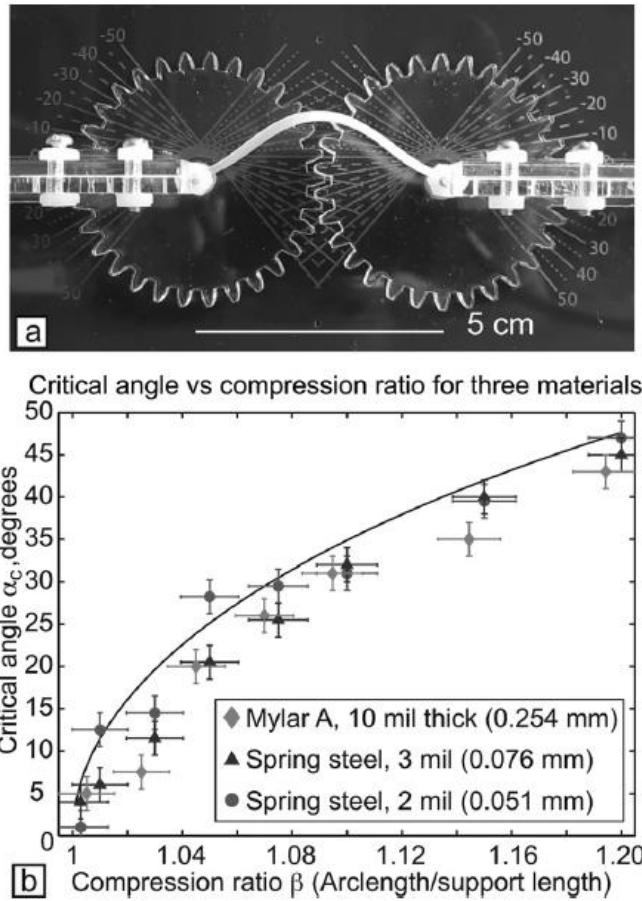 -50
-40
-30
-20
-10
-50
-40
-30
-20
-10
20
30
50
20
30
40
50
a
5 cm
Critical angle vs compression ratio for three materials
50
45
40
35
30
25
20
15
10
5
0
Critical angle αc, degrees
Mylar A, 10 mil thick (0.254 mm)
Spring steel, 3 mil (0.076 mm)
Spring steel, 2 mil (0.051 mm)
1 1.04 1.08 1.12 1.16 1.20
b
Compression ratio β (Arclength/support length)